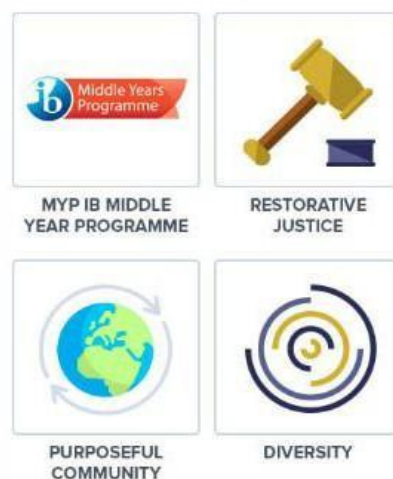 ib
Middle Years
Programme
MYP IB MIDDLE
YEAR PROGRAMME
RESTORATIVE
JUSTICE
PURPOSEFUL
COMMUNITY
DIVERSITY